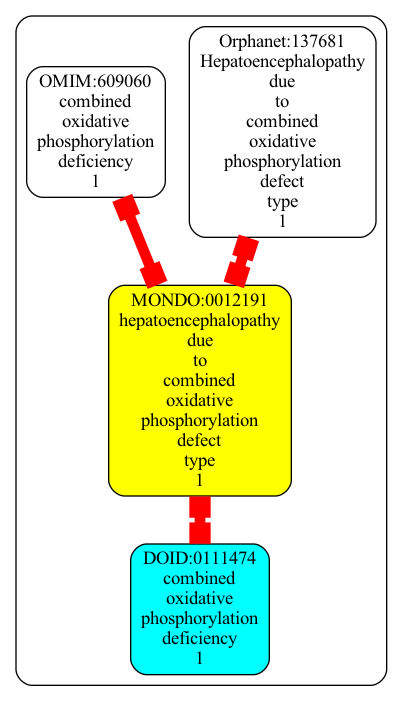 OMIM:609060
combined
oxidative
phosphorylation
deficiency
1
Orphanet:137681
Hepatoencephalopathy
due
to
combined
oxidative
phosphorylation
defect
type
1
MONDO:0012191
hepatoencephalopathy
due
to
combined
oxidative
phosphorylation
defect
type
1
DOID:0111474
combined
oxidative
phosphorylation
deficiency
1